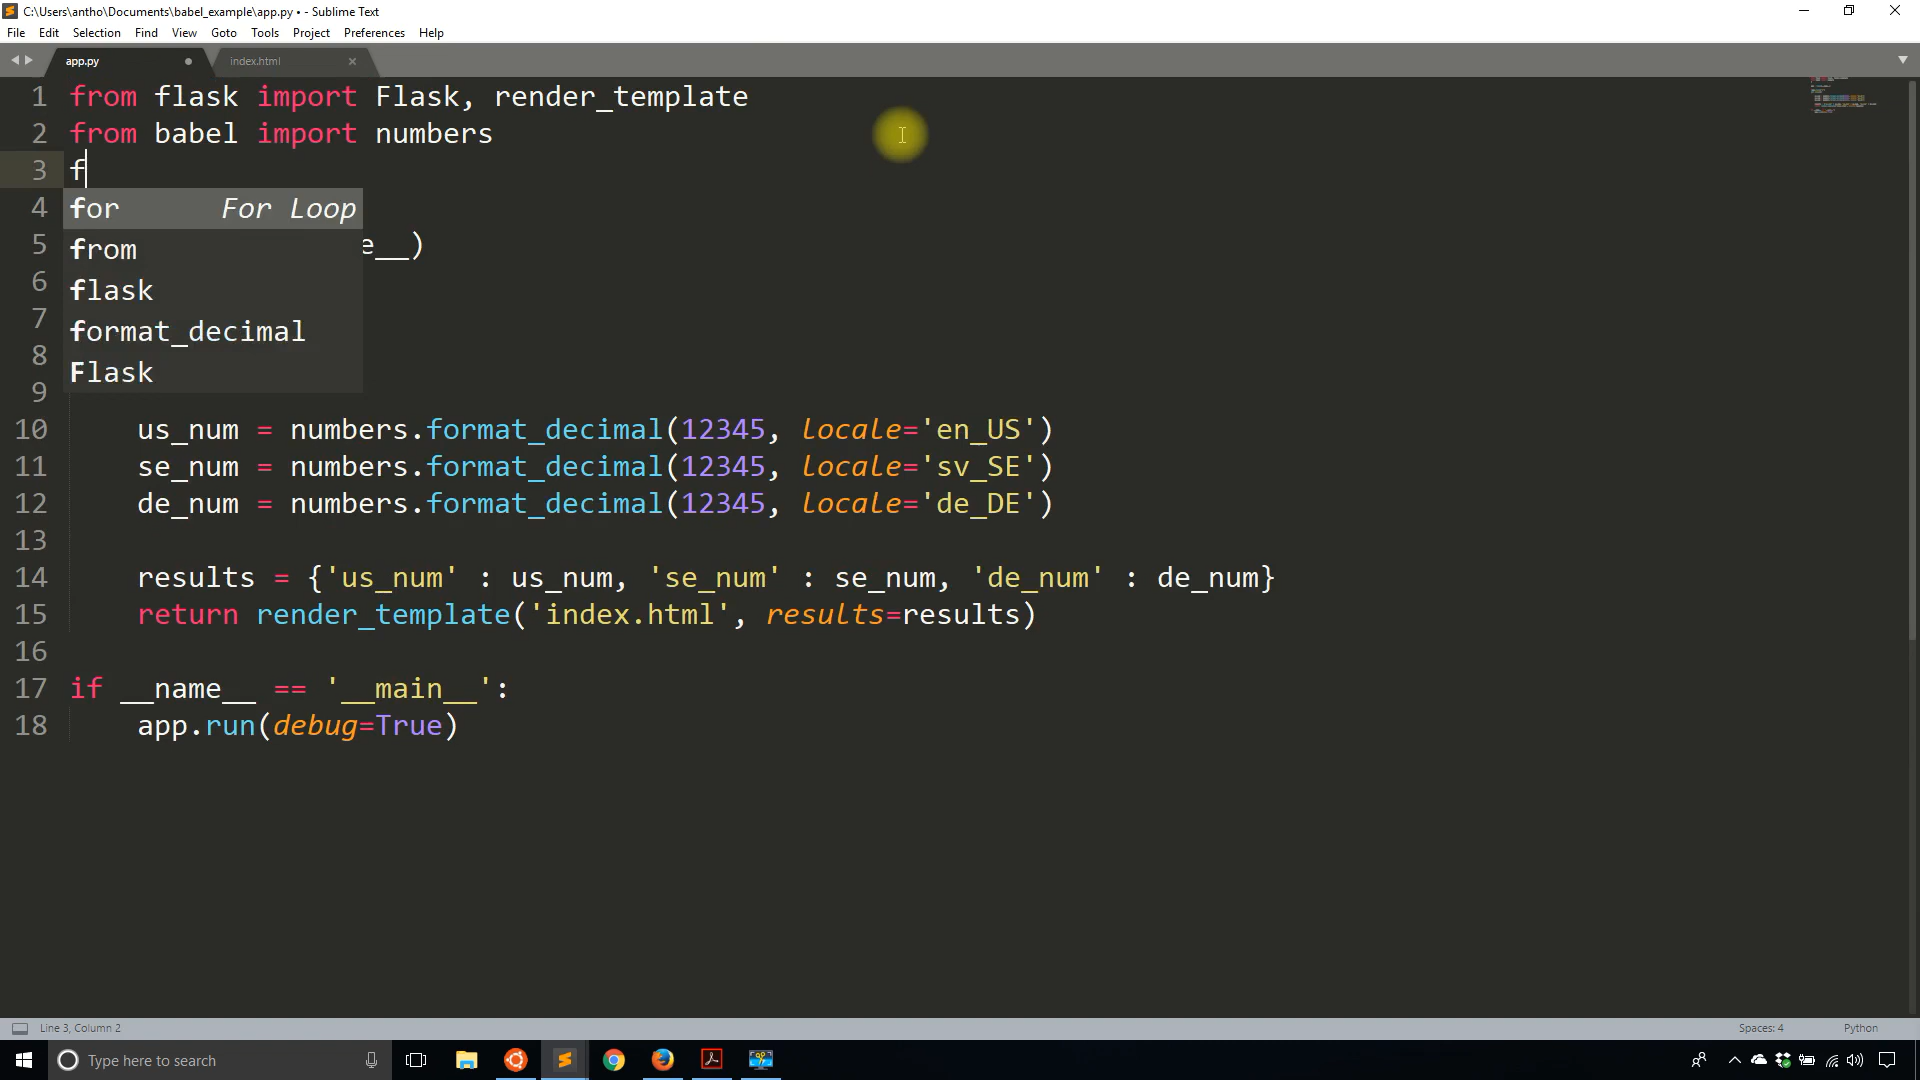 C:\Users\antho\Documents\babel_example\app.py • - Sublime Text
File Edit Selection Find View Goto Tools Project Preferences Help
app.py index.html
1 from flask import Flask, render_template
2 from babel import numbers
3 f
4 for For Loop
from
5 e__)
6 flask
7 format_decimal
8 Flask
9
10 us_num = numbers.format_decimal(12345, locale='en_US')
11 se_num = numbers.format_decimal(12345, locale='sv_SE')
12 de_num = numbers.format_decimal(12345, locale='de_DE')
13
14 results = {'us_num' : us_num, 'se_num' : se_num, 'de_num' : de_num}
15 return render_template('index.html', results=results)
16
17 if __name__ == '__main__':
18 app.run(debug=True)
Line 3, Column 2 Spaces: 4 Python
Type here to search